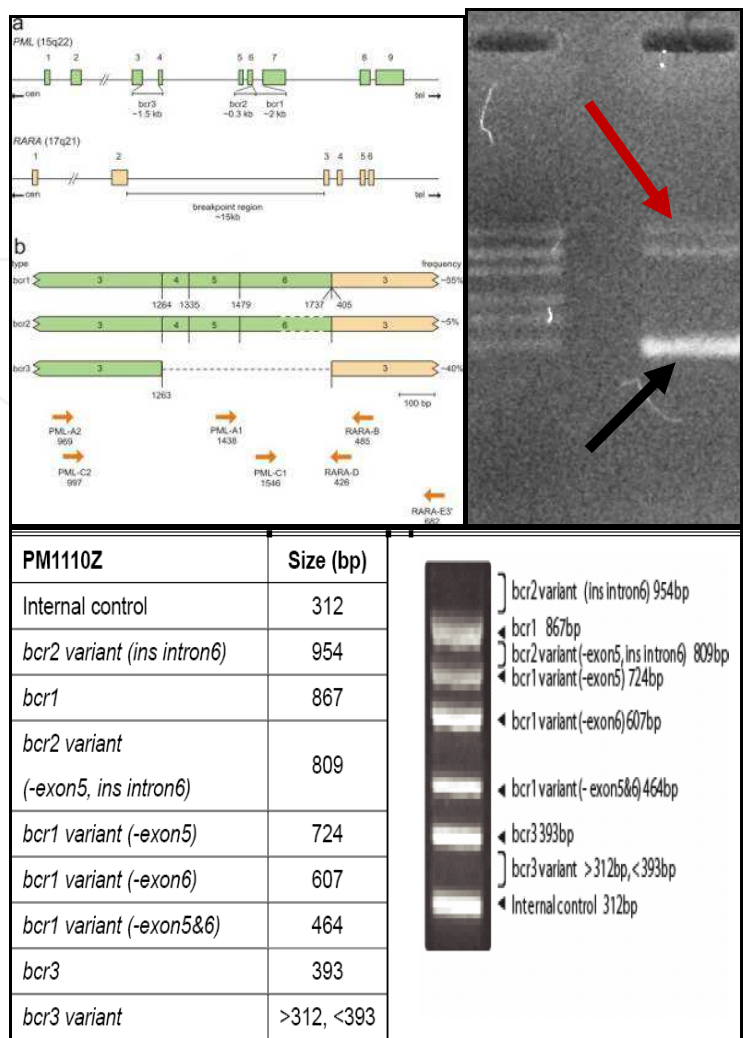 a
PML (15q22)
1 2 3 4 5 6 7 8 9
cen
bcr3
~1.5 kb
bcr2
~0.3 kb
bcr1
~2 kb
tel
RARA (17q21)
1 2 3 4 5 6
cen
breakpoint region
~15kb
tel
b
type
frequency
bcr1 3 4 5 6 3 ~55%
1264 1335 1479 1737 405
bcr2 3 4 5 6 3 ~5%
bcr3 3 3 ~40%
1263
100 bp
PML-A2
969
PML-C2
997
PML-A1
1438
PML-C1
1546
RARA-B
485
RARA-D
426
RARA-E3'
682
PM1110Z Size (bp)
Internal control 312
bcr2 variant (ins intron6) 954
bcr1 867
bcr2 variant
(-exon5, ins intron6) 809
bcr1 variant (-exon5) 724
bcr1 variant (-exon6) 607
bcr1 variant (-exon5&6) 464
bcr3 393
bcr3 variant >312, <393
bcr2 variant (ins intron6) 954bp
bcr1 867bp
bcr2 variant (-exon5, ins intron6) 809bp
bcr1 variant (-exon5) 724bp
bcr1 variant (-exon6) 607bp
bcr1 variant (- exon5&6) 464bp
bcr3 393bp
bcr3 variant >312bp, <393bp
Internal control 312bp